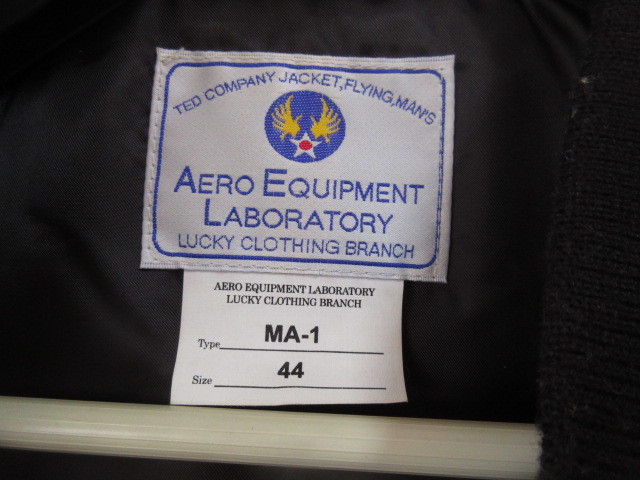 TED COMPANY JACKET,FLYING,MAN'S
AERO EQUIPMENT
LABORATORY
LUCKY CLOTHING BRANCH
AERO EQUIPMENT LABORATORY
LUCKY CLOTHING BRANCH
Type MA-1
Size 44